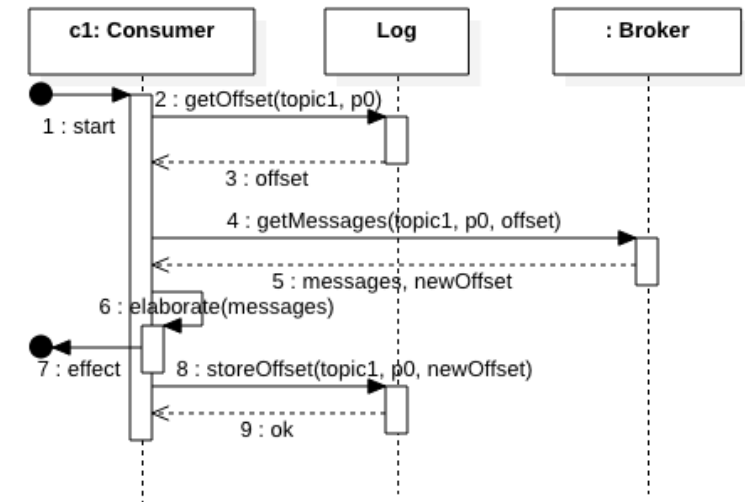 c1: Consumer
Log
: Broker
2 : getOffset(topic1, p0)
1 : start
3 : offset
4 : getMessages(topic1, p0, offset)
5 : messages, newOffset
6 : elaborate(messages)
7 : effect
8 : storeOffset(topic1, p0, newOffset)
9 : ok